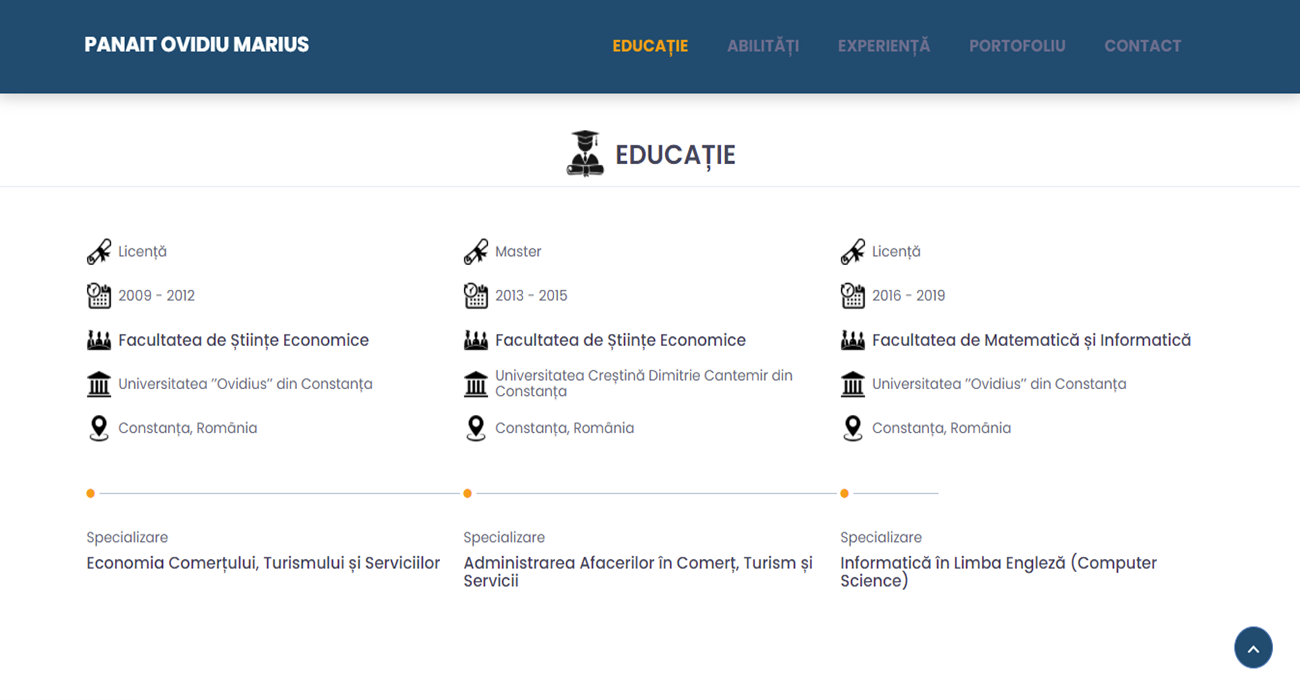 PANAIT OVIDIU MARIUS
EDUCAȚIE ABILITĂȚI EXPERIENȚĂ PORTOFOLIU CONTACT
EDUCAȚIE
Licență
2009 - 2012
Facultatea de Științe Economice
Universitatea ”Ovidius” din Constanța
Constanța, România
Specializare
Economia Comerțului, Turismului și Serviciilor
Master
2013 - 2015
Facultatea de Științe Economice
Universitatea Creștină Dimitrie Cantemir din
Constanța
Constanța, România
Specializare
Administrarea Afacerilor în Comerț, Turism și
Servicii
Licență
2016 - 2019
Facultatea de Matematică și Informatică
Universitatea ”Ovidius” din Constanța
Constanța, România
Specializare
Informatică în Limba Engleză (Computer
Science)